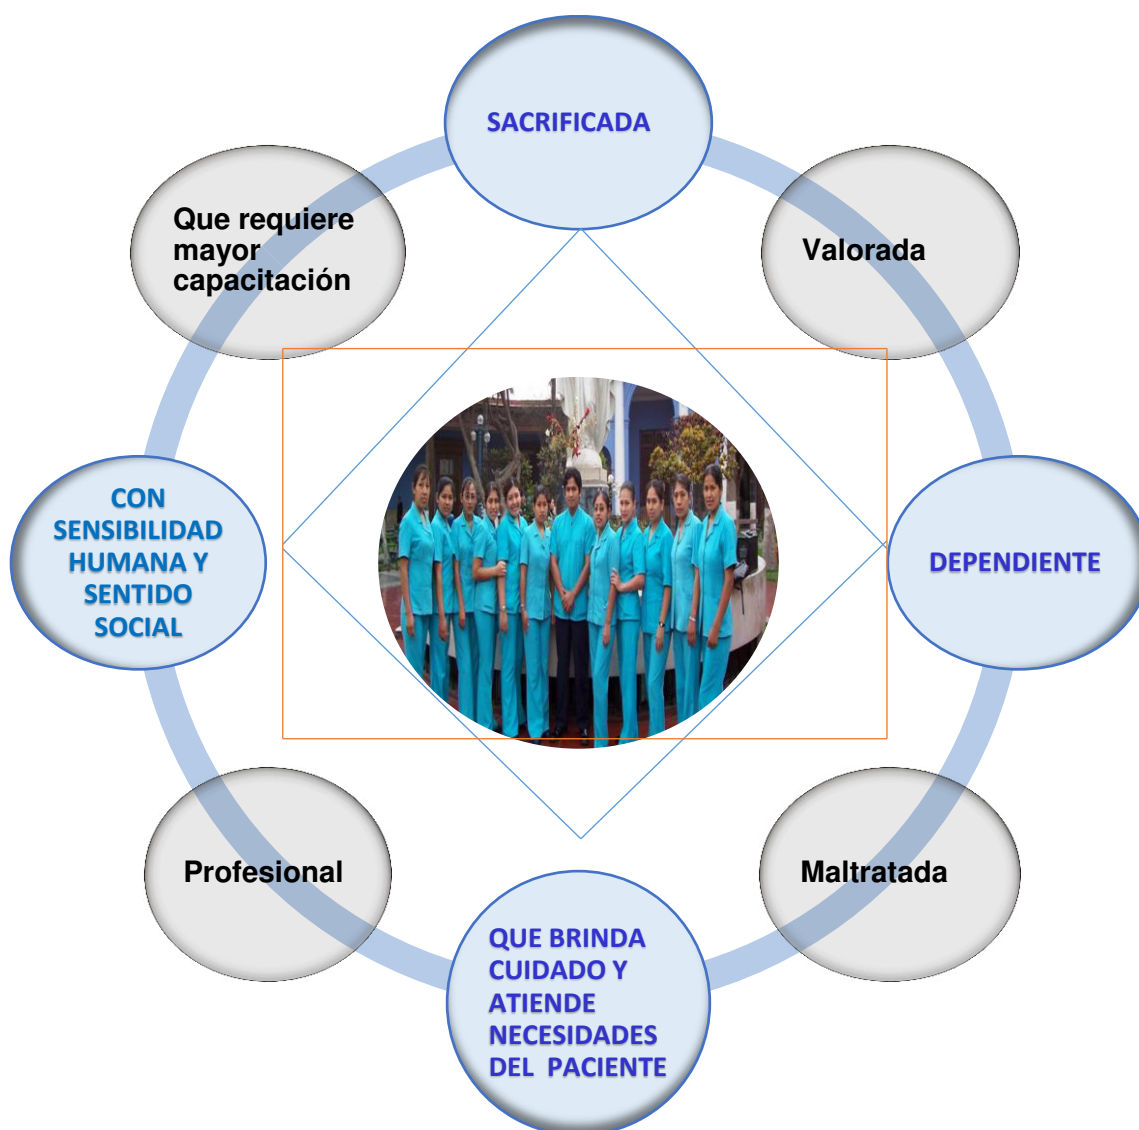 SACRIFICADA
Que requiere
mayor
capacitación
Valorada
CON
SENSIBILIDAD
HUMANA Y
SENTIDO
SOCIAL
DEPENDIENTE
Profesional
Maltratada
QUE BRINDA
CUIDADO Y
ATIENDE
NECESIDADES
DEL PACIENTE